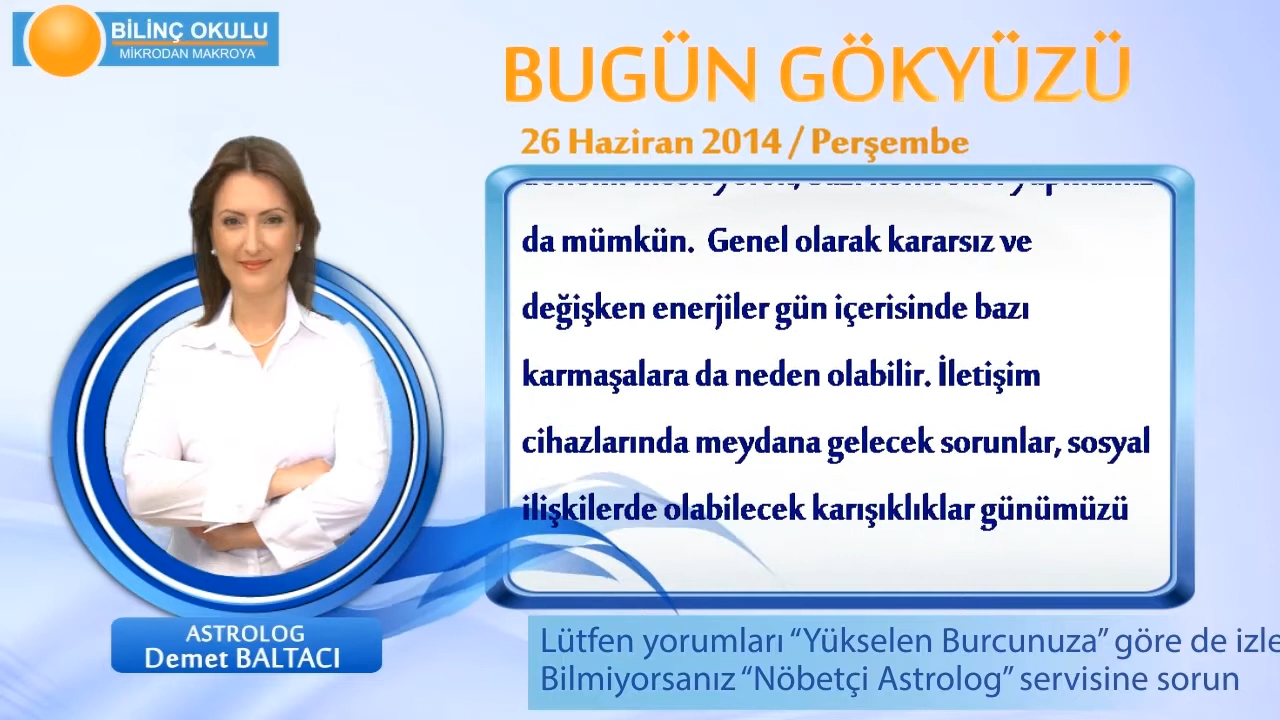 BİLİNÇ OKULU
MİKRODAN MAKROYA
BUGÜN GÖKYÜZÜ
26 Haziran 2014 / Perşembe
da mümkün. Genel olarak kararsız ve
değişken enerjiler gün içerisinde bazı
karmaşalara da neden olabilir. İletişim
cihazlarında meydana gelecek sorunlar, sosyal
ilişkilerde olabilecek karışıklıklar günümüzü
ASTROLOG
Demet BALTACI
Lütfen yorumları “Yükselen Burcunuza” göre de izle
Bilmiyorsanız “Nöbetçi Astrolog” servisine sorun